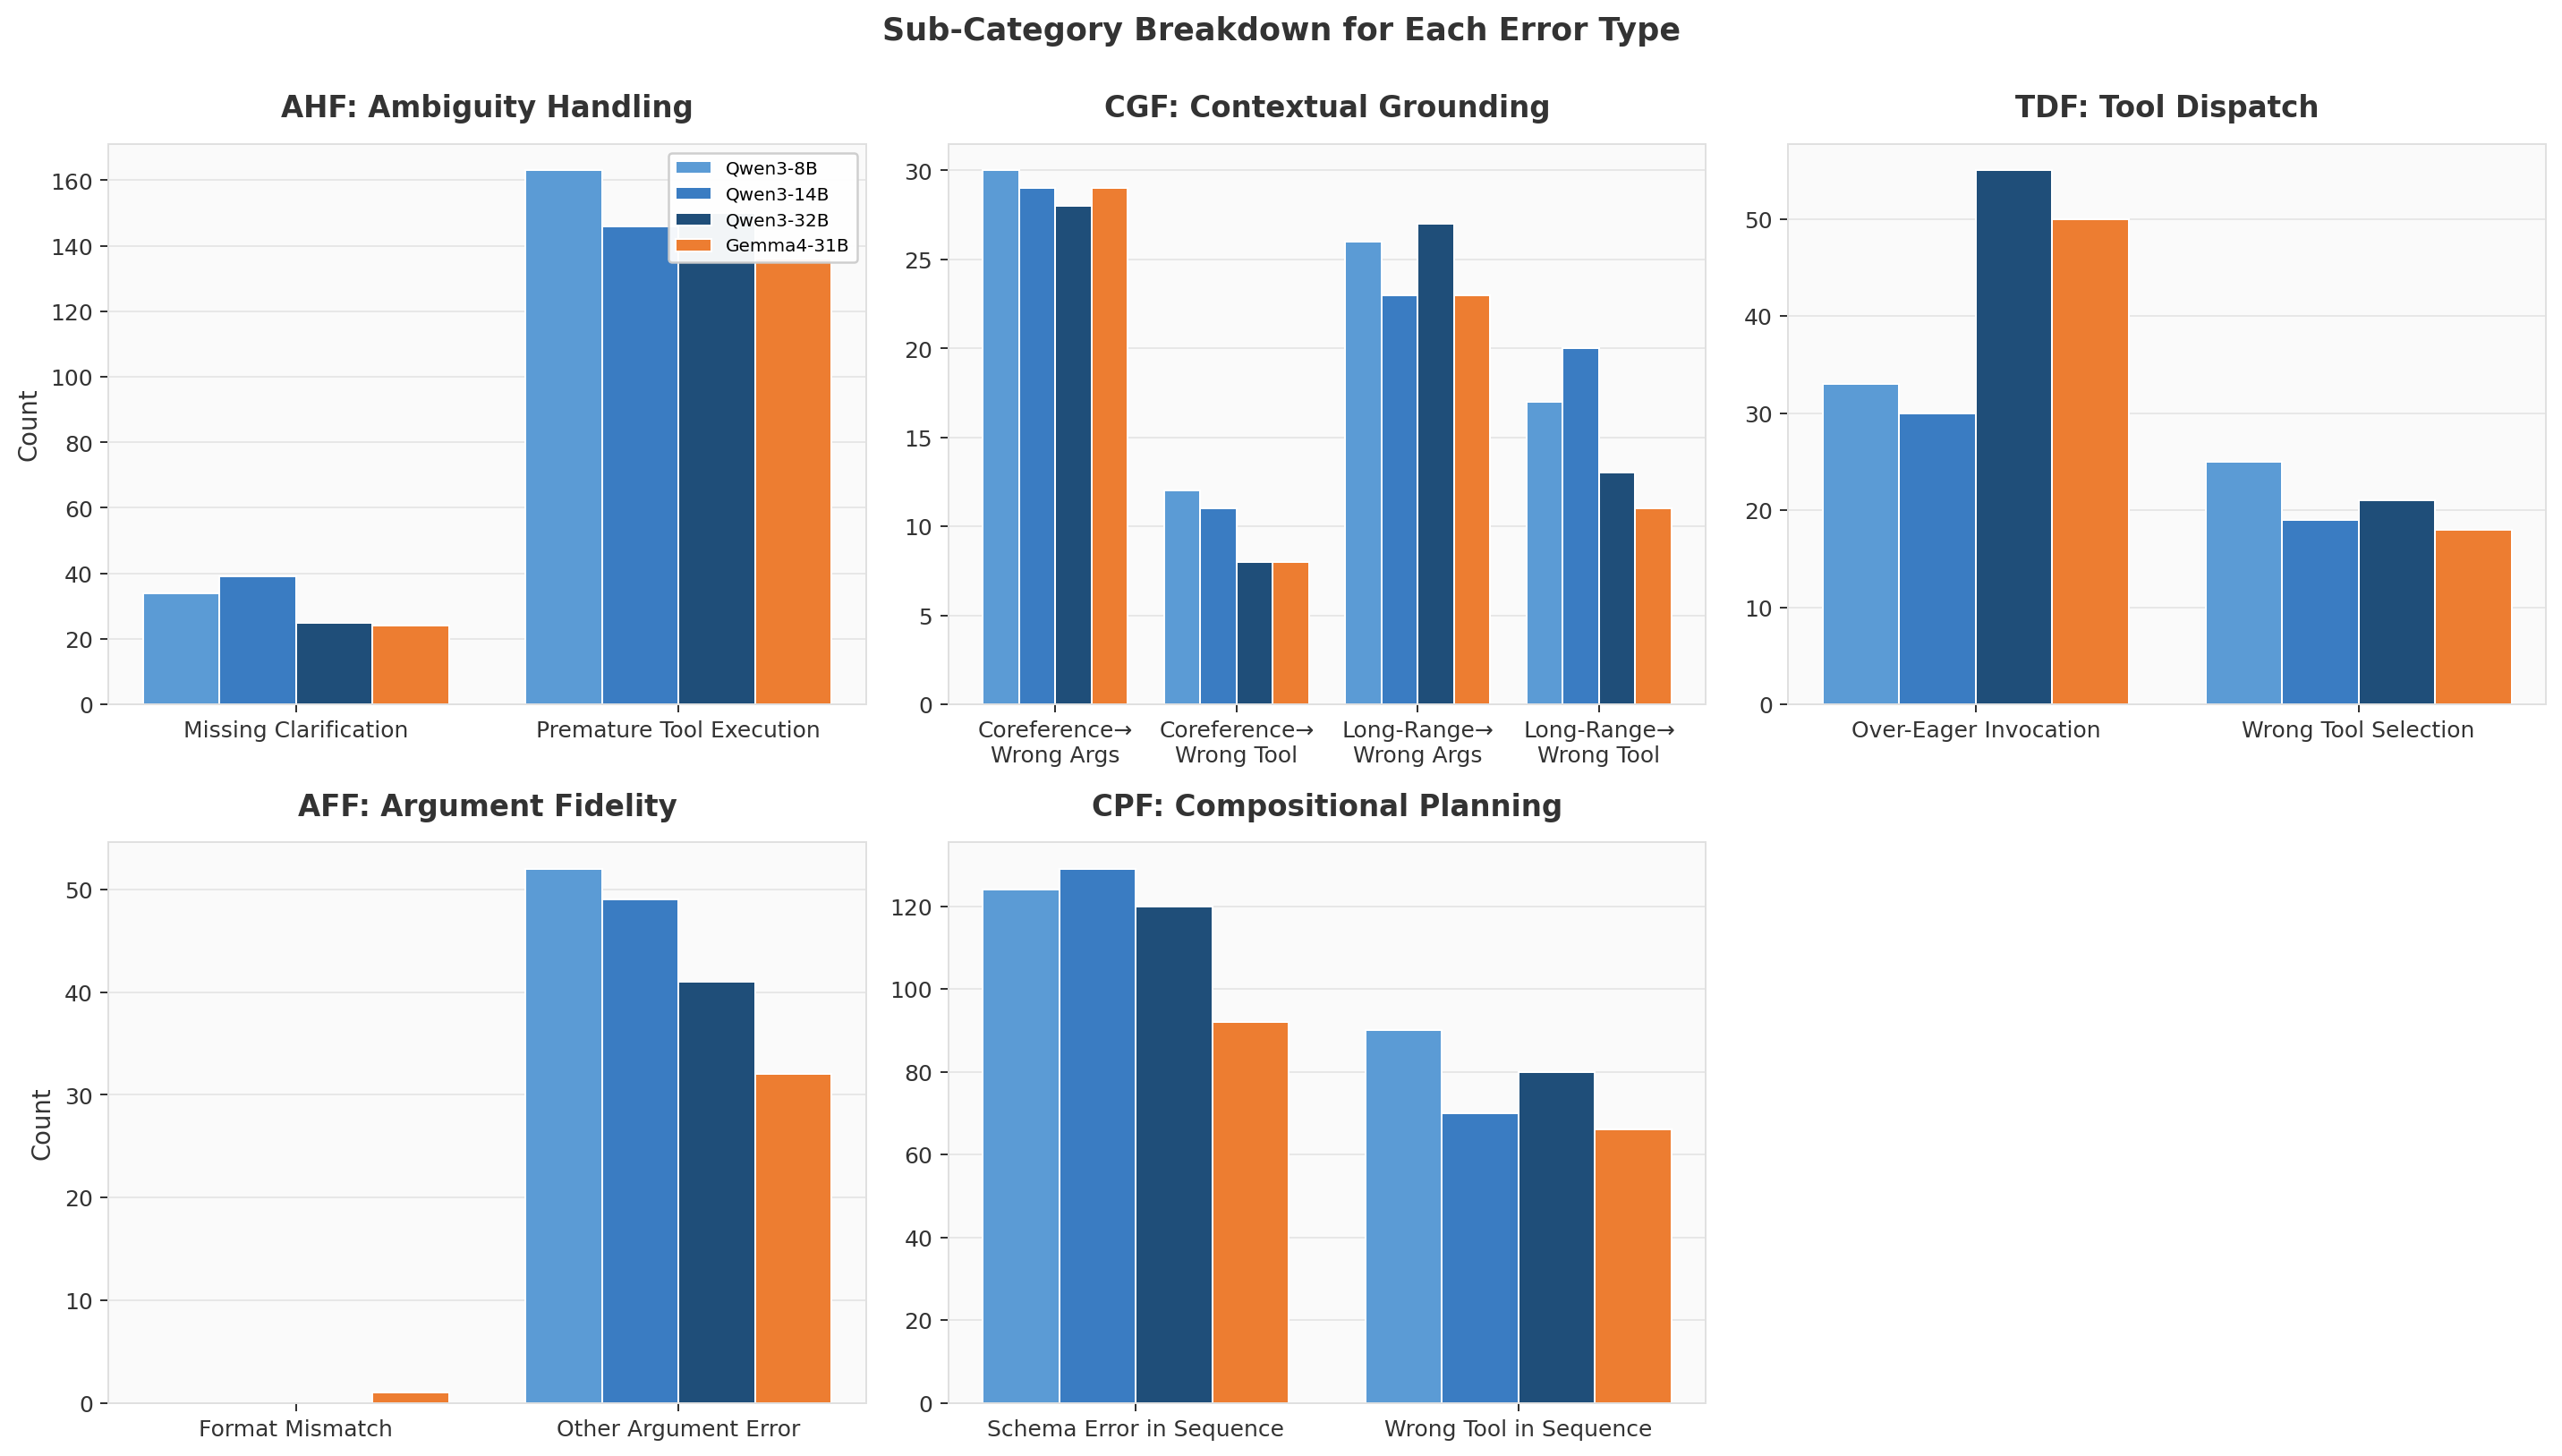 Sub-Category Breakdown for Each Error Type
AHF: Ambiguity Handling
Count
0
20
40
60
80
100
120
140
160
Qwen3-8B
Qwen3-14B
Qwen3-32B
Gemma4-31B
Missing Clarification
Premature Tool Execution
CGF: Contextual Grounding
0
5
10
15
20
25
30
Coreference→
Wrong Args
Coreference→
Wrong Tool
Long-Range→
Wrong Args
Long-Range→
Wrong Tool
TDF: Tool Dispatch
0
10
20
30
40
50
Over-Eager Invocation
Wrong Tool Selection
AFF: Argument Fidelity
Count
0
10
20
30
40
50
Format Mismatch
Other Argument Error
CPF: Compositional Planning
0
20
40
60
80
100
120
Schema Error in Sequence
Wrong Tool in Sequence